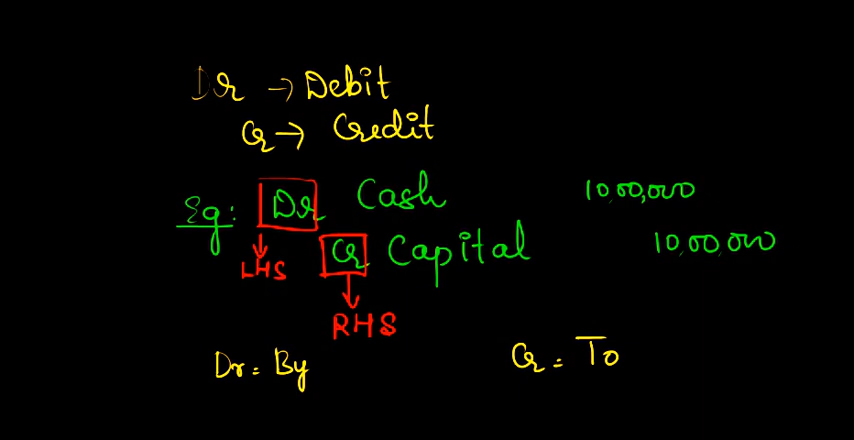 Dr → Debit
Cr → Credit
Eg: Dr Cash 10,00,000
Cr Capital 10,00,000
LHS
RHS
Dr = By Cr = To